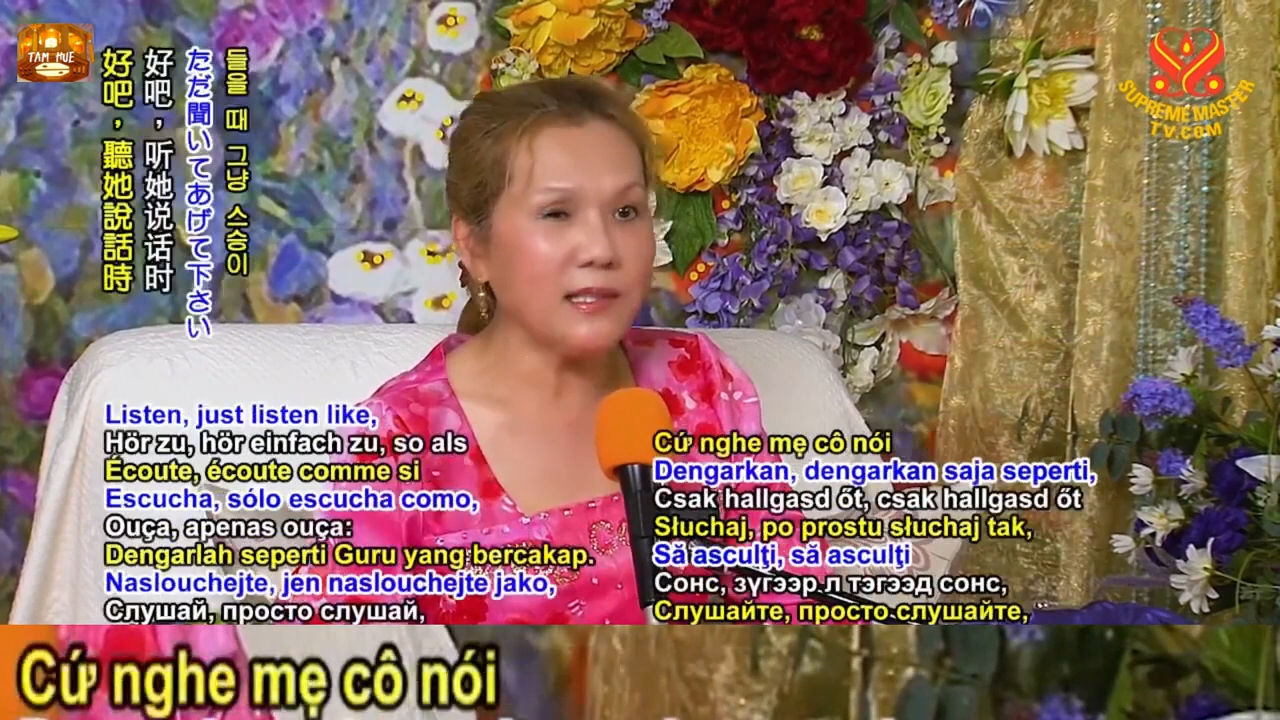 TAM HUE
SUPREME MASTER
TV.COM
들을 때 그냥 스승이
ただ聞いてあげて下さい
好吧，听她说话时
好吧，聽她說話時
Listen, just listen like,
Hör zu, hör einfach zu, so als
Écoute, écoute comme si
Escucha, sólo escucha como,
Ouça, apenas ouça:
Dengarlah seperti Guru yang bercakap.
Naslouchejte, jen naslouchejte jako,
Слушай, просто слушай,
Cứ nghe mẹ cô nói
Dengarkan, dengarkan saja seperti,
Csak hallgasd őt, csak hallgasd őt
Słuchaj, po prostu słuchaj tak,
Să asculţi, să asculţi
Сонс, зүгээр л тэгээд сонс,
Слушайте, просто слушайте,
Cứ nghe mẹ cô nói